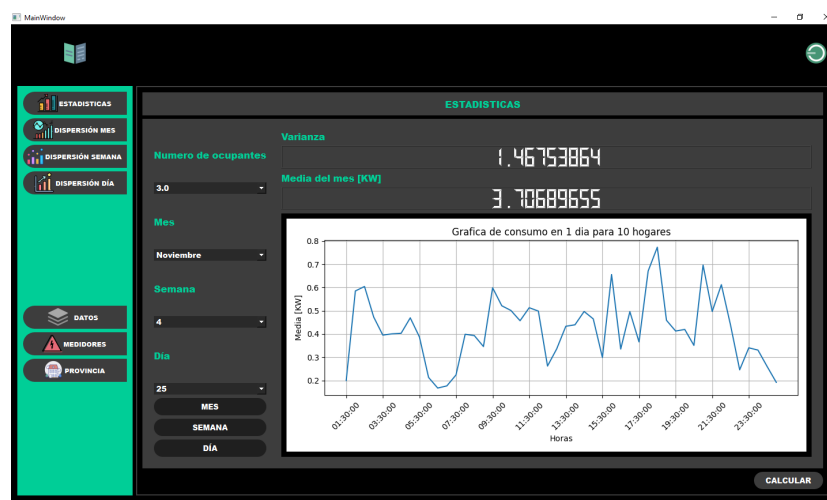 MainWindow
ESTADISTICAS
DISPERSIÓN MES
DISPERSIÓN SEMANA
DISPERSIÓN DÍA
DATOS
MEDIDORES
PROVINCIA
ESTADISTICAS
Numero de ocupantes
3.0
Mes
Noviembre
Semana
4
Día
25
MES
SEMANA
DÍA
Varianza
1.46753864
Media del mes [KW]
3.70689655
Grafica de consumo en 1 dia para 10 hogares
Media [KW]
0.8
0.7
0.6
0.5
0.4
0.3
0.2
01:30:00 03:30:00 05:30:00 07:30:00 09:30:00 11:30:00 13:30:00 15:30:00 17:30:00 19:30:00 21:30:00 23:30:00
Horas
CALCULAR